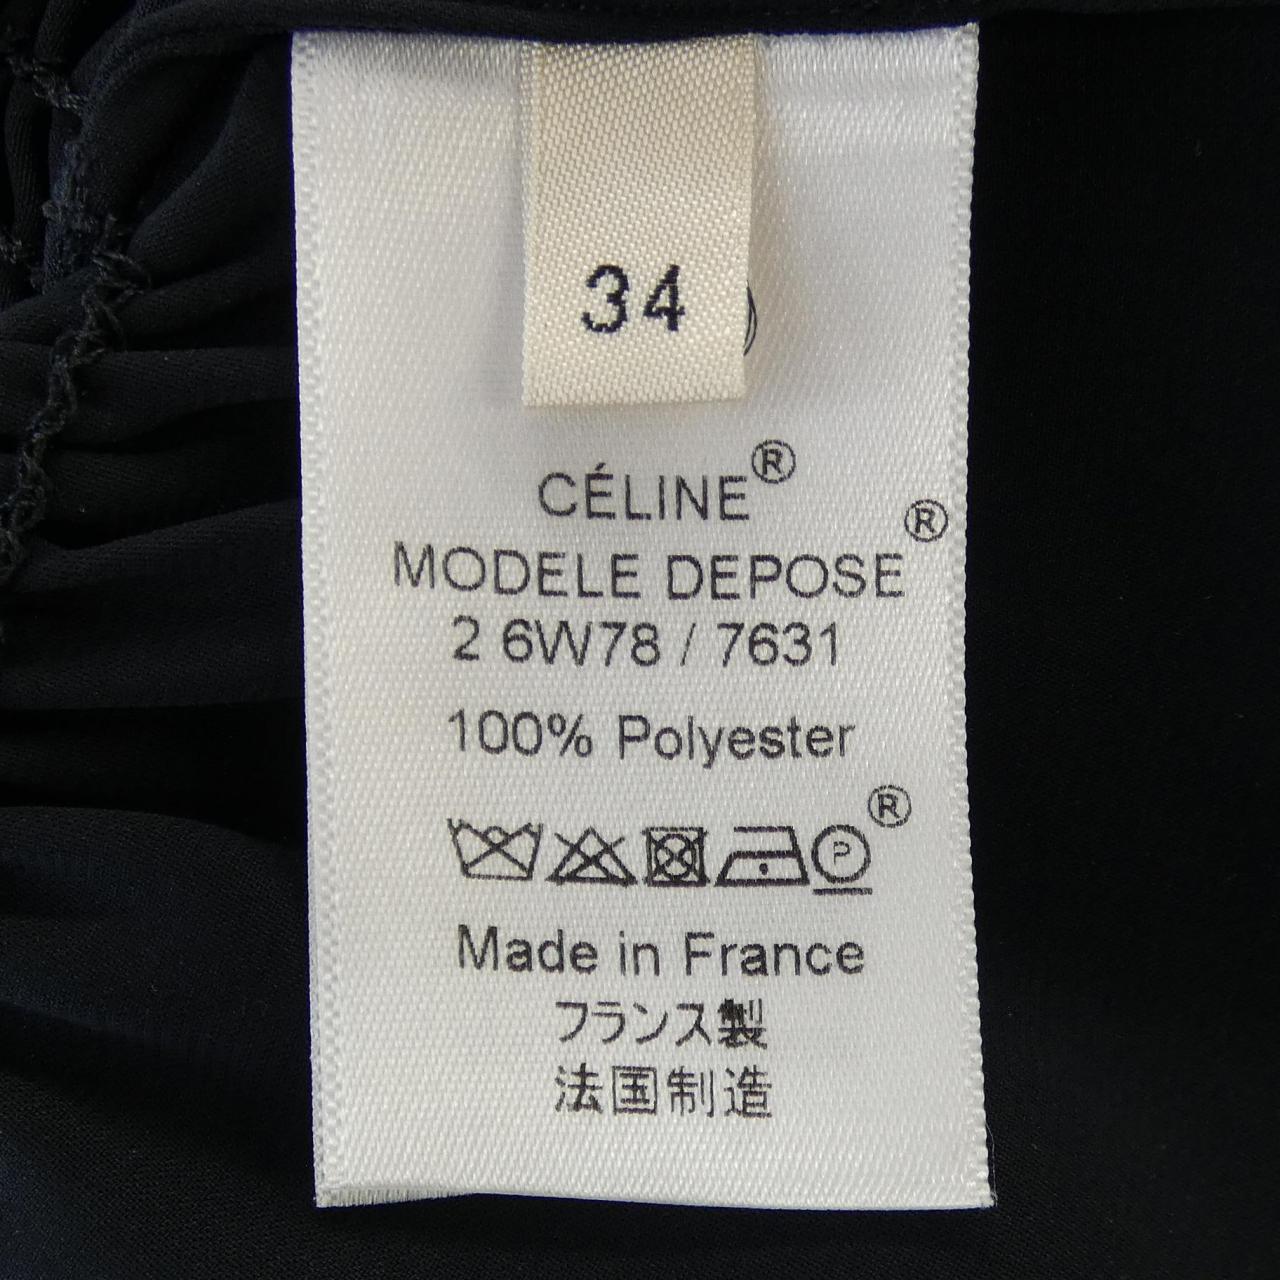 34
CÉLINE®
MODELE DEPOSE®
2 6W78 / 7631
100% Polyester
P ®
Made in France
フランス製
法国制造